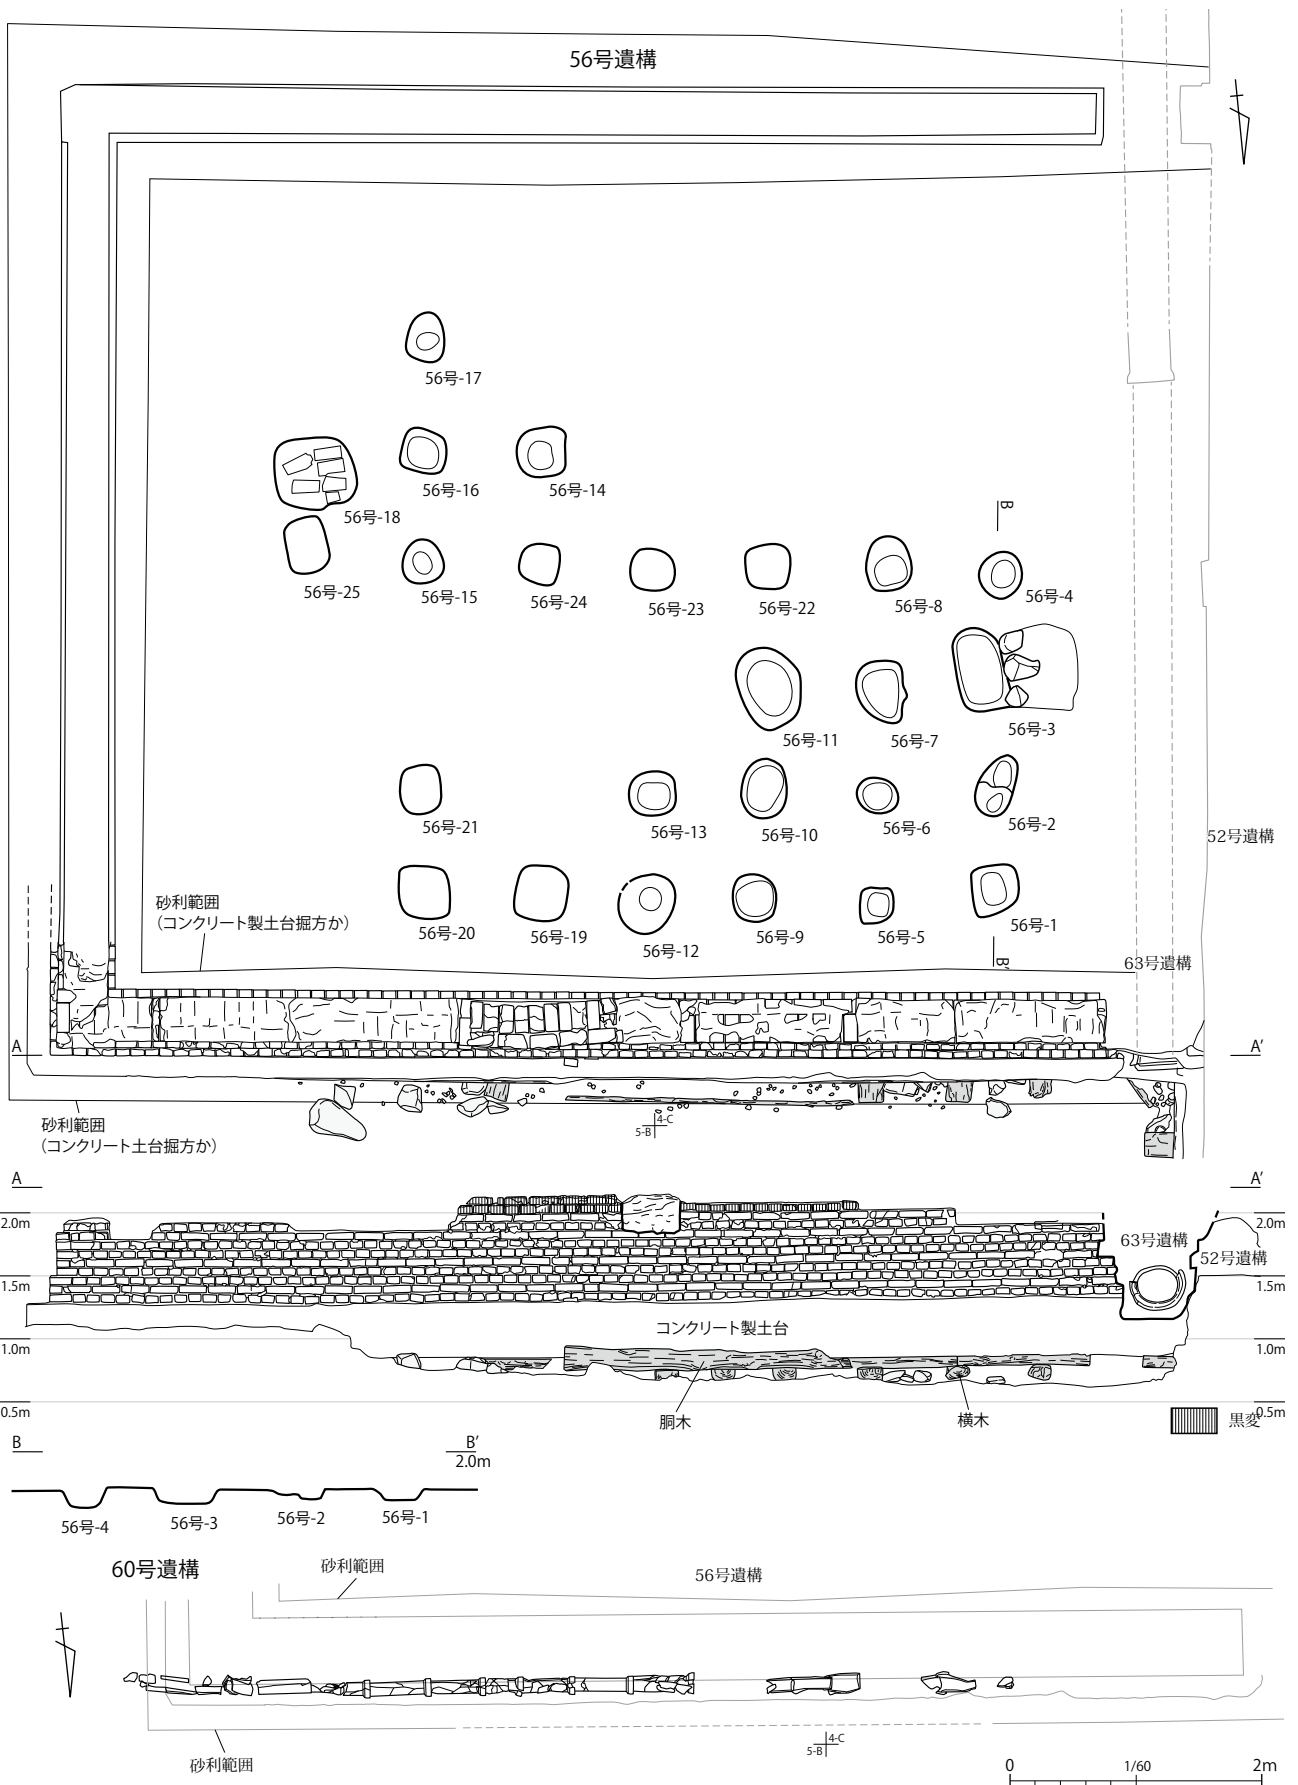 56号遺構
56号-17
56号-16
56号-14
56号-18
B
56号-25
56号-15
56号-24
56号-23
56号-22
56号-8
56号-4
56号-11
56号-7
56号-3
56号-21
56号-13
56号-10
56号-6
56号-2
52号遺構
砂利範囲
（コンクリート製土台掘方か）
56号-20
56号-19
56号-12
56号-9
56号-5
56号-1
B′
63号遺構
A
A′
砂利範囲
（コンクリート土台掘方か）
4-C
5-B
A
A′
2.0m
2.0m
63号遺構
52号遺構
1.5m
1.5m
コンクリート製土台
1.0m
1.0m
胴木
横木
0.5m
0.5m
黒変
B
B′
2.0m
56号-4
56号-3
56号-2
56号-1
60号遺構
砂利範囲
56号遺構
4-C
5-B
砂利範囲
0
1/60
2m